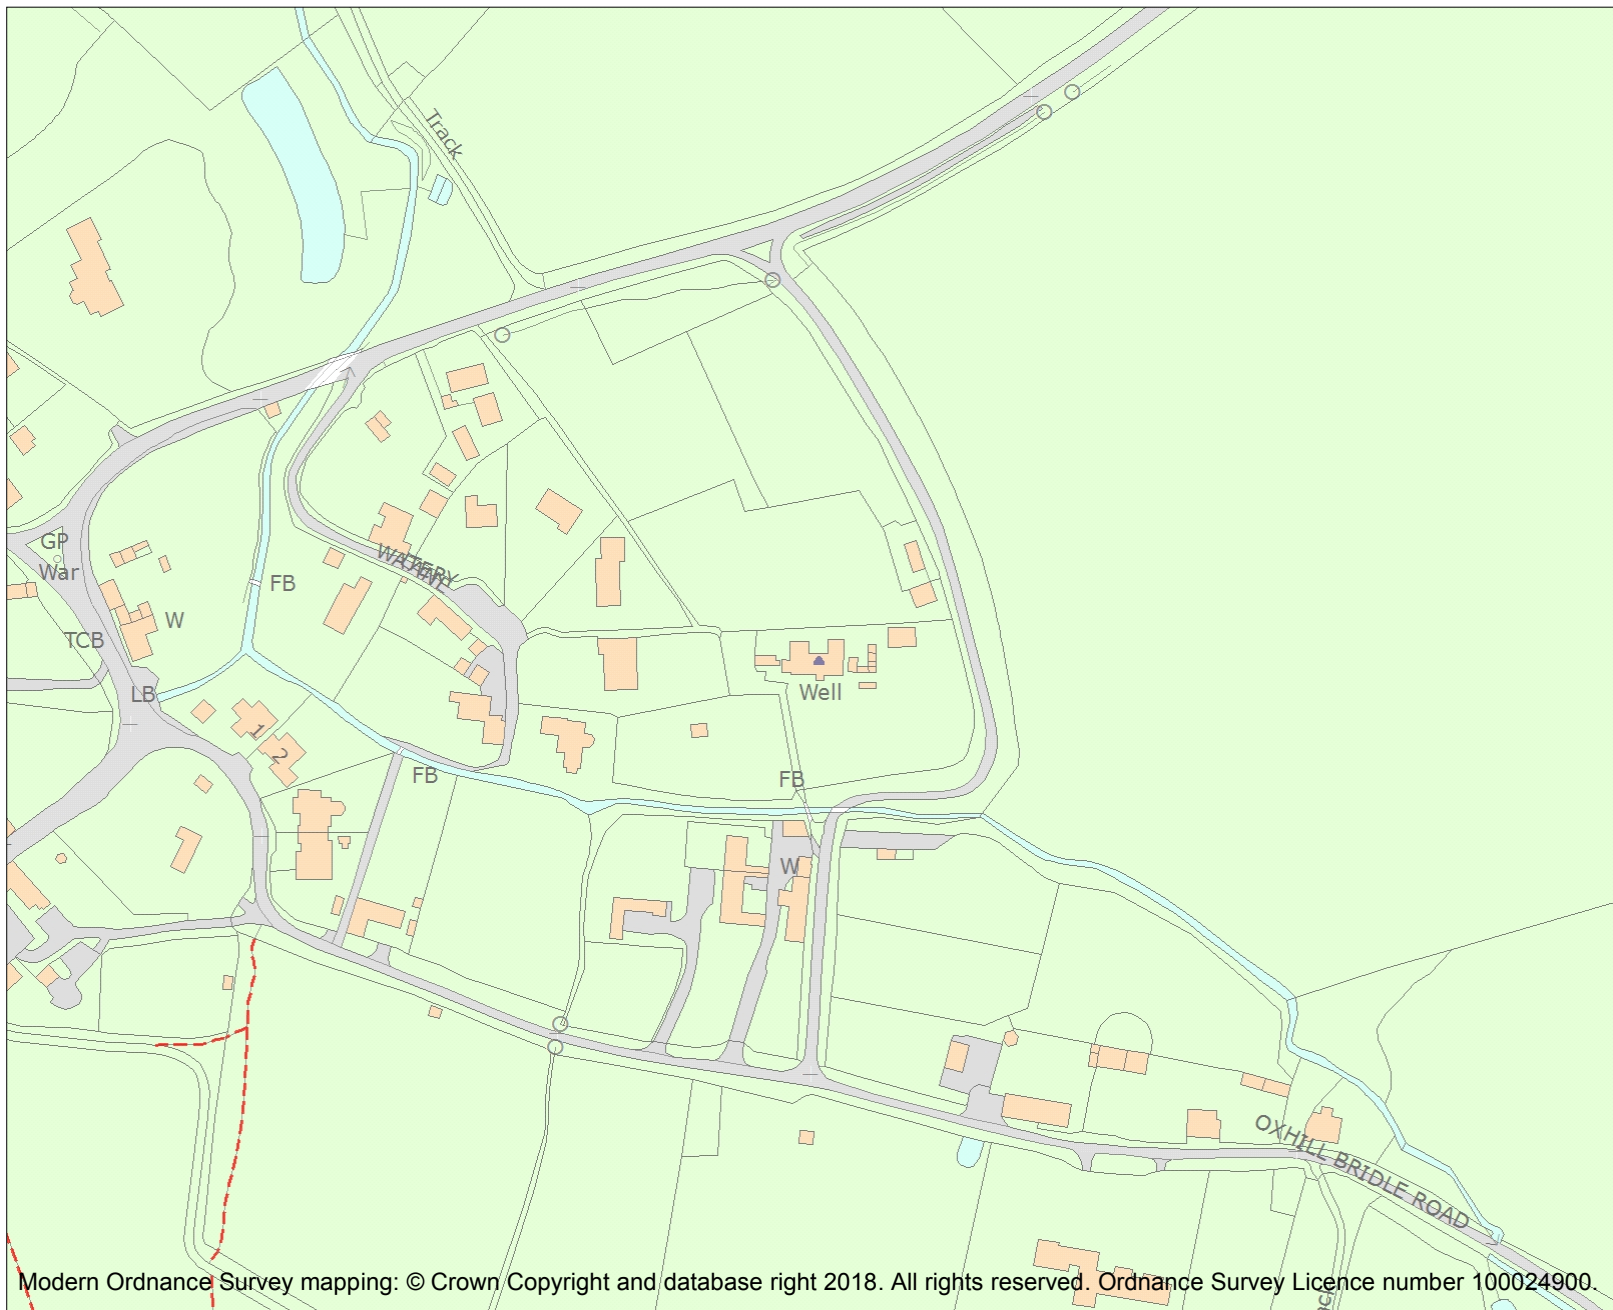 Track
GP
War
FB
W
TCB
LB
WATERY
LANE
1
2
FB
Well
FB
W
OXHILL BRIDLE ROAD
Modern Ordnance Survey mapping: © Crown Copyright and database right 2018. All rights reserved. Ordnance Survey Licence number 100024900.